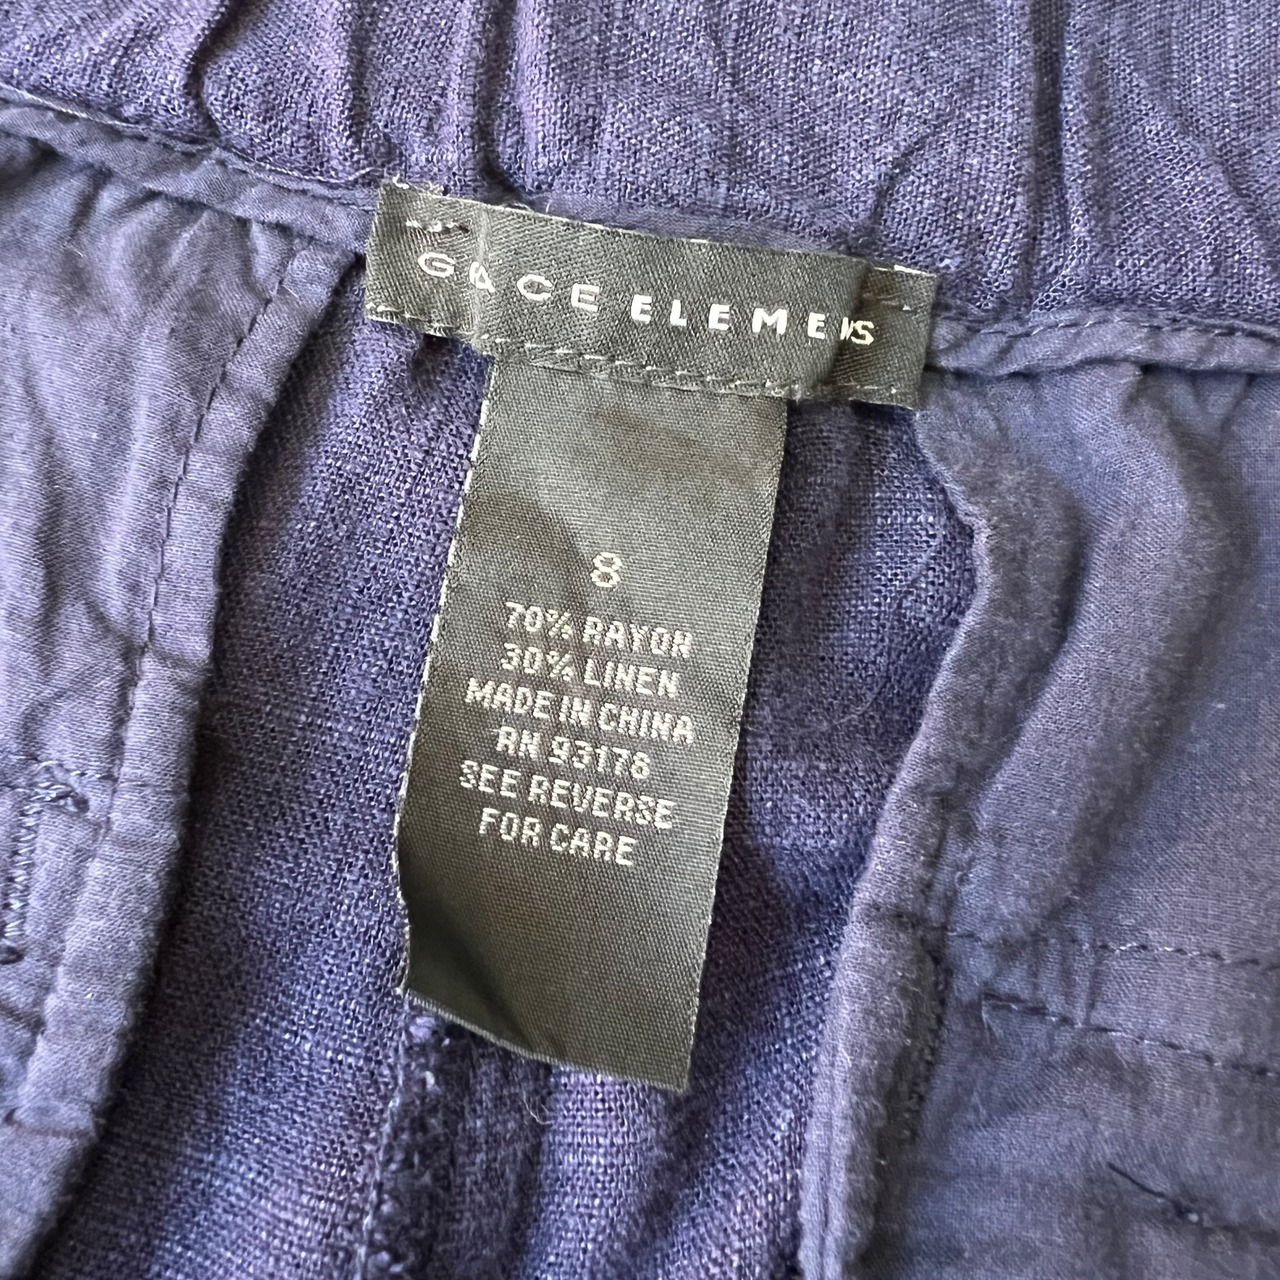 GRACE ELEMENTS
8
70% RAYON
30% LINEN
MADE IN CHINA
RN 93178
SEE REVERSE
FOR CARE